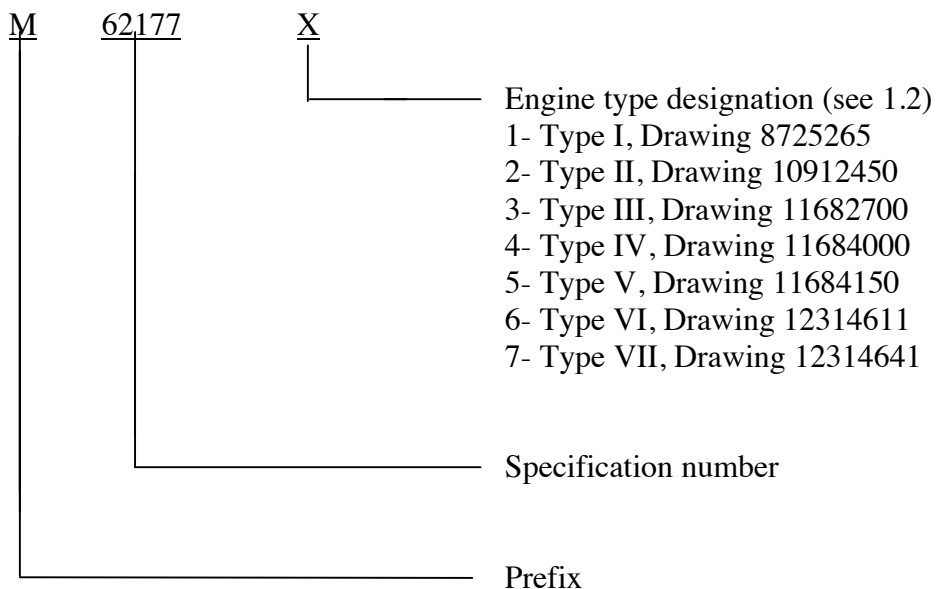 M 62177 X
Engine type designation (see 1.2)
1- Type I, Drawing 8725265
2- Type II, Drawing 10912450
3- Type III, Drawing 11682700
4- Type IV, Drawing 11684000
5- Type V, Drawing 11684150
6- Type VI, Drawing 12314611
7- Type VII, Drawing 12314641
Specification number
Prefix